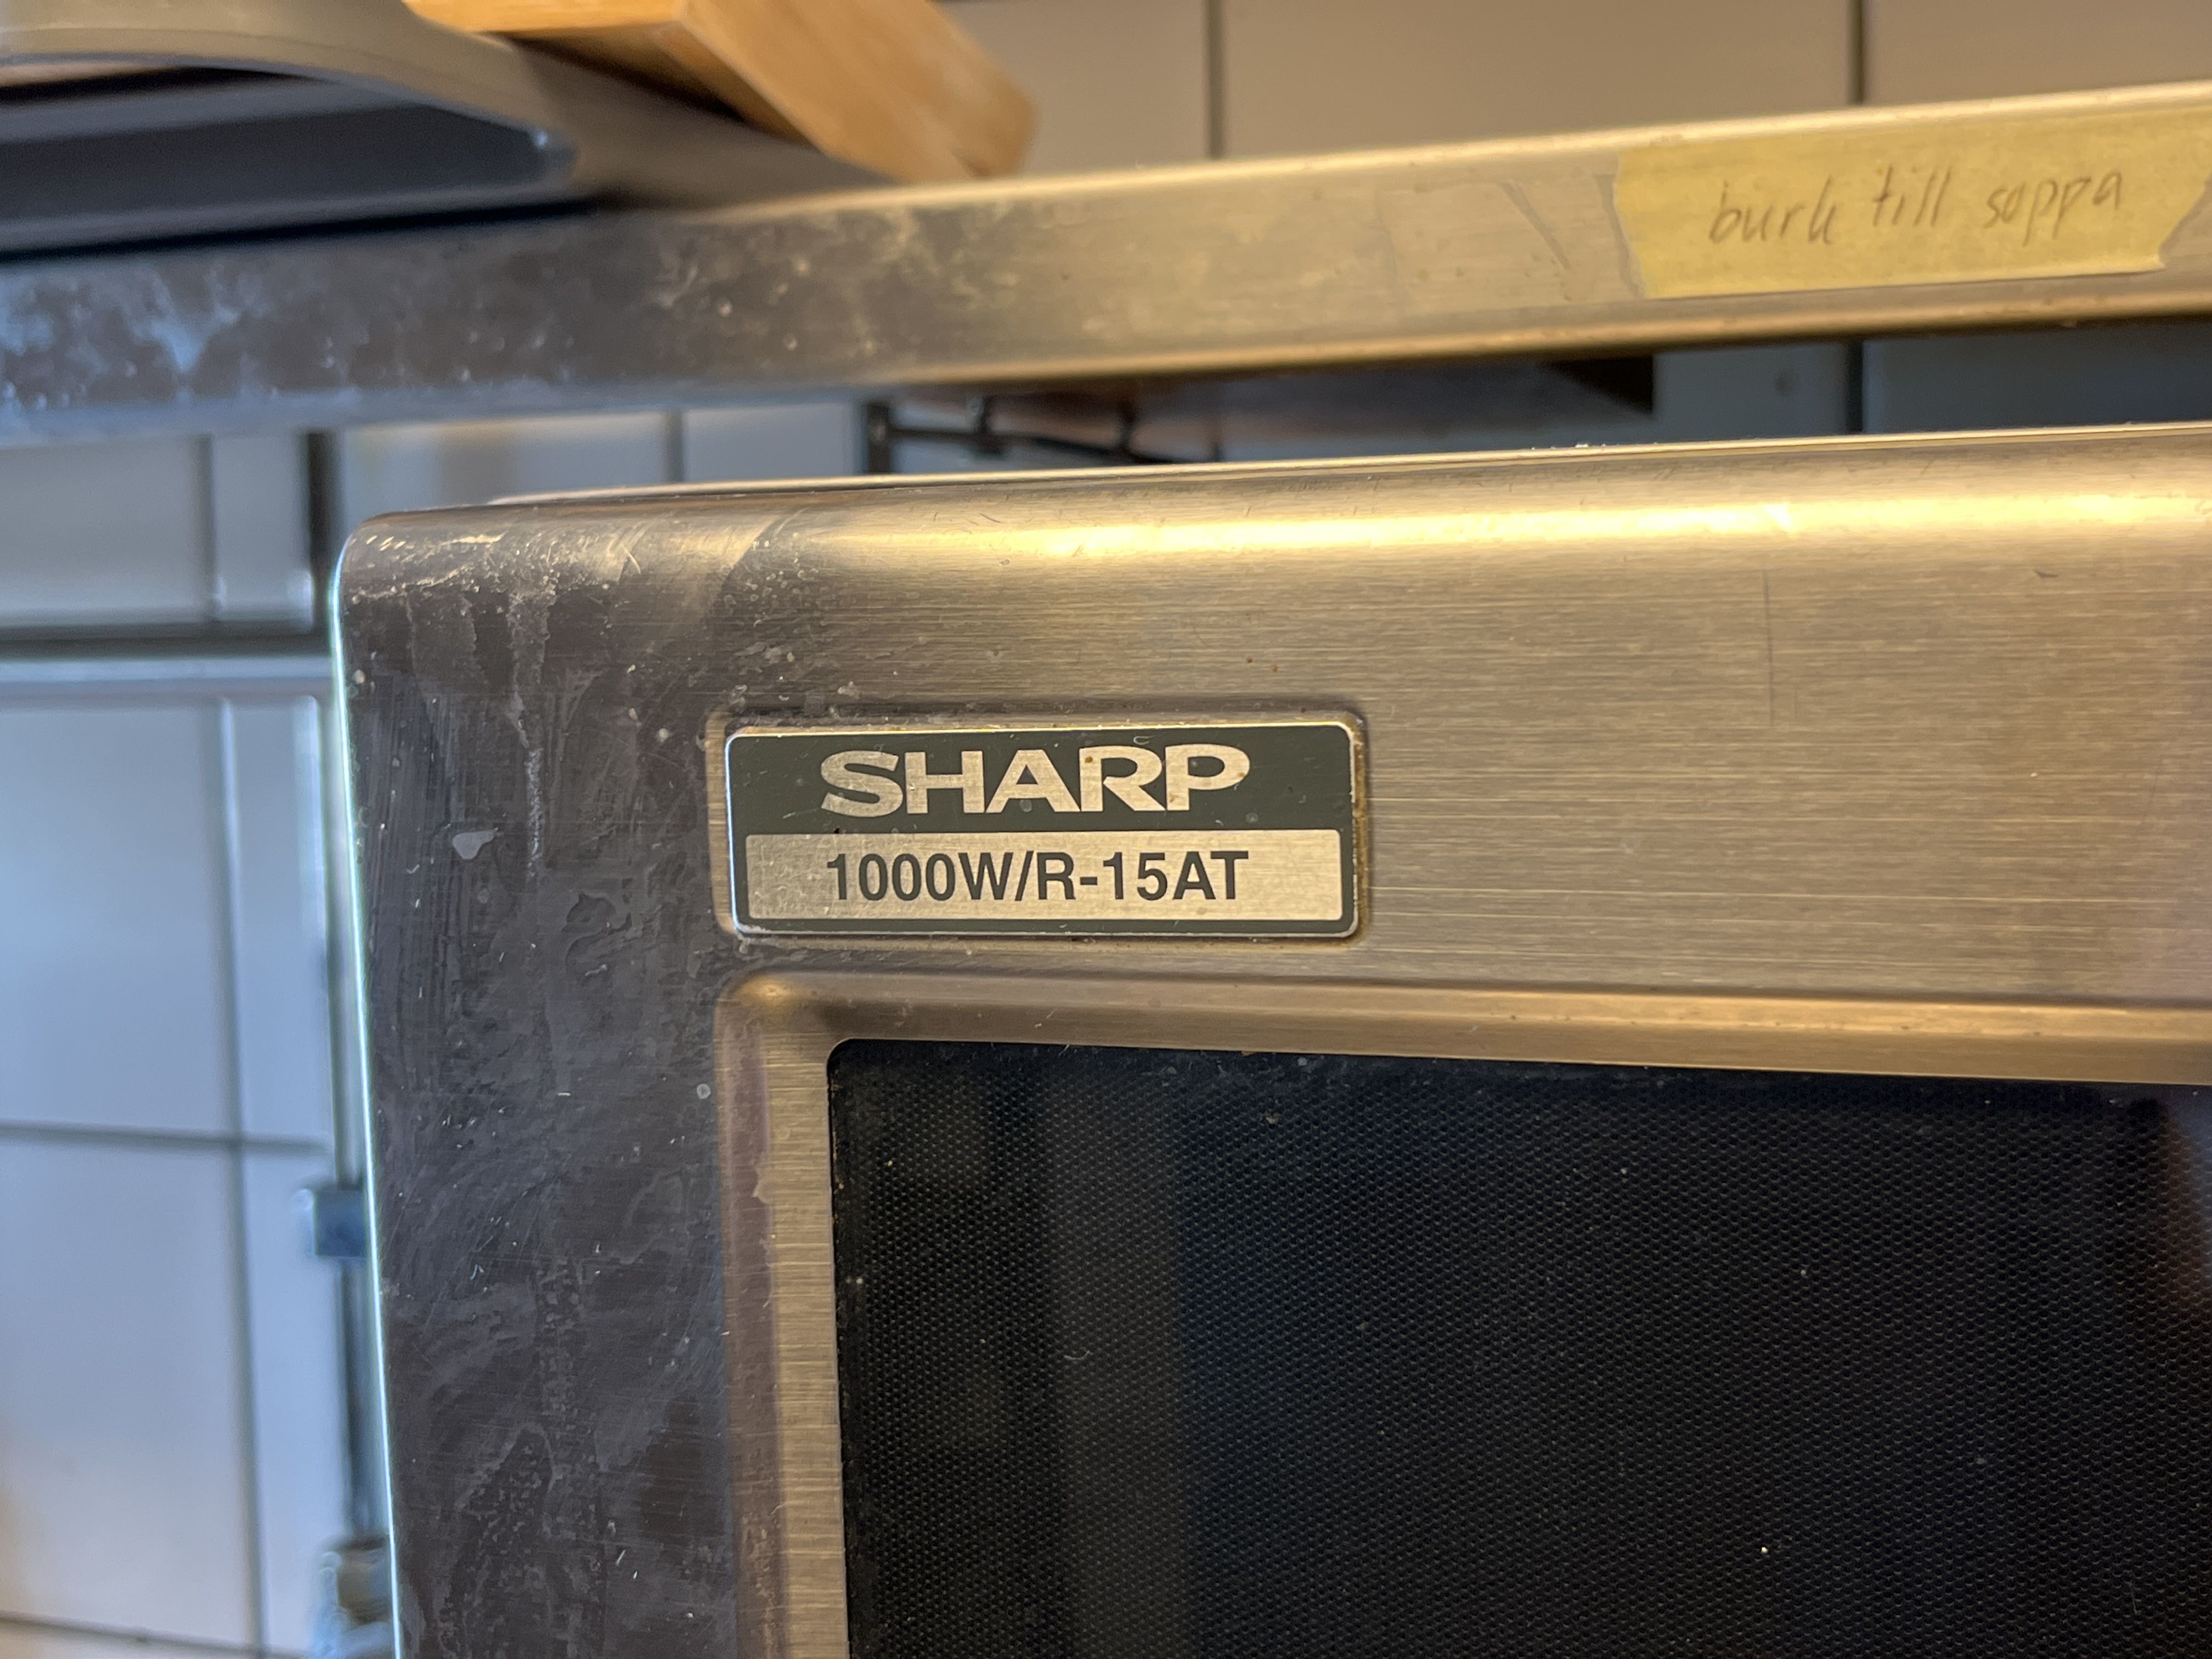 burk till soppa
SHARP
1000W/R-15AT